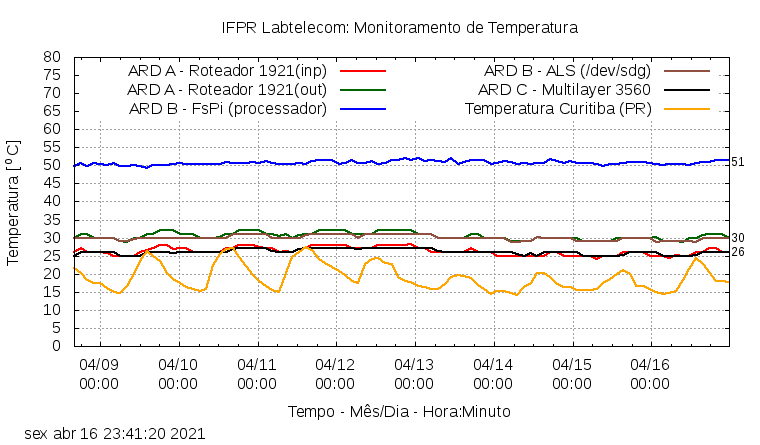 IFPR Labtelecom: Monitoramento de Temperatura
ARD A - Roteador 1921(inp)
ARD A - Roteador 1921(out)
ARD B - FsPi (processador)
ARD B - ALS (/dev/sdg)
ARD C - Multilayer 3560
Temperatura Curitiba (PR)
Temperatura [ º C]
80
75
70
65
60
55
50
45
40
35
30
25
20
15
10
5
0
51
30
26
04/09 04/10 04/11 04/12 04/13 04/14 04/15 04/16
00:00 00:00 00:00 00:00 00:00 00:00 00:00 00:00
Tempo - Mês/Dia - Hora:Minuto
sex abr 16 23:41:20 2021